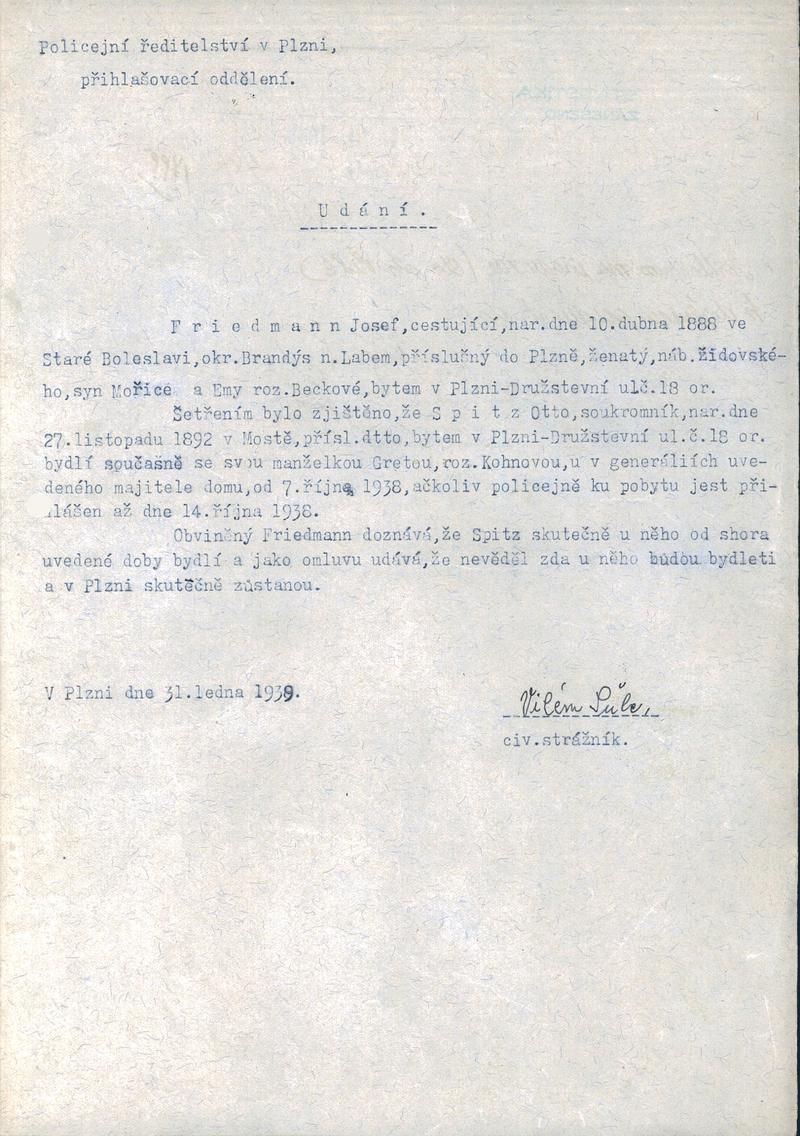 Policejní ředitelství v Plzni,
přihlašovací oddělení.
U d á n í .
F r i e d m a n n Josef,cestující,nar.dne 10.dubna 1888 ve
Staré Boleslavi,okr.Brandýs n.Labem,příslušný do Plzně,ženatý,náb.židovské-
ho,syn Mořice a Emy roz.Beckové,bytem v Plzni-Družstevní ulč.18 or.
Šetřením bylo zjištěno,že S p i t z Otto,soukromník,nar.dne
27.listopadu 1892 v Mostě,přísl.dtto,bytem v Plzni-Družstevní ul.č.18 or.
bydlí současně se svou manželkou Gretou,roz.Kohnovou,u v generáliích uve-
deného majitele domu,od 7.října 1938,ačkoliv policejně ku pobytu jest při-
hlášen až dne 14.října 1938.
Obviněný Friedmann doznává,že Spitz skutečně u něho od shora
uvedené doby bydlí a jako omluvu udává,že nevěděl zda u něho budou bydleti
a v Plzni skutečně zůstanou.
V Plzni dne 31.ledna 1939.
Vilém
civ.strážník.